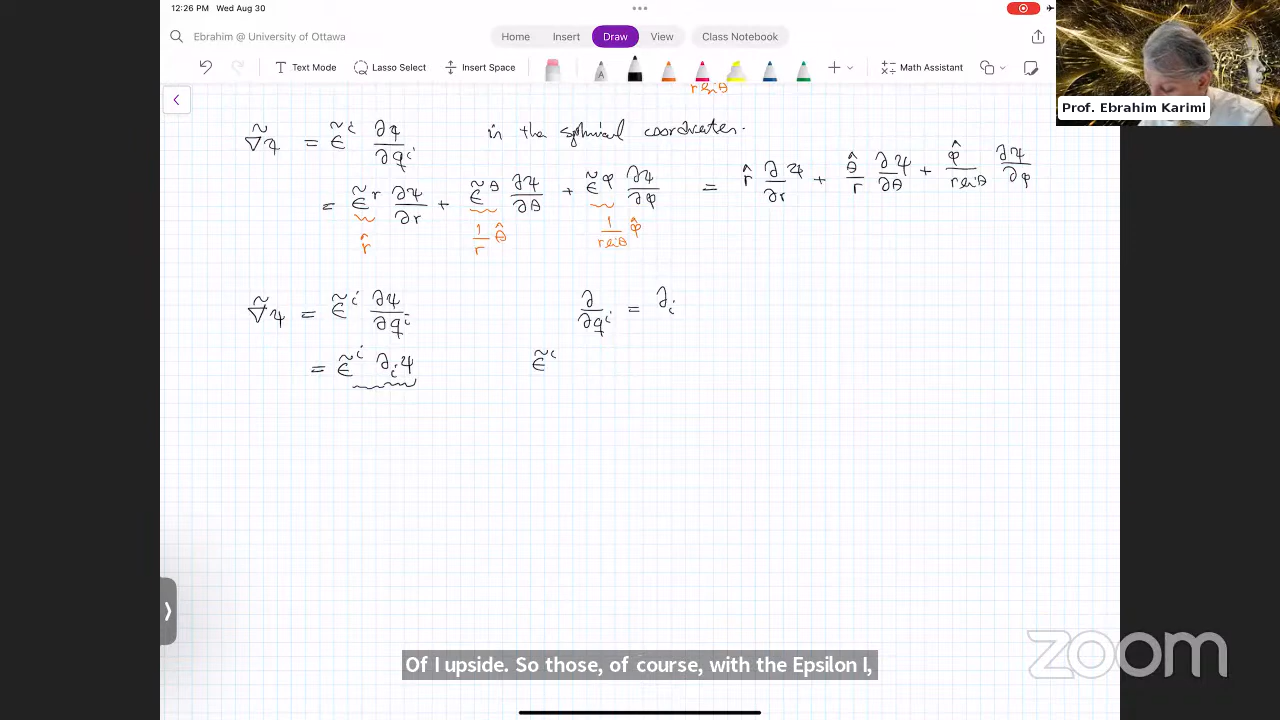 12:26 PM Wed Aug 30
Ebrahim @ University of Ottawa
Home Insert Draw View Class Notebook
Text Mode Lasso Select Insert Space Math Assistant
Prof. Ebrahim Karimi
r sinθ
∇̃ψ = ε̃ ∂/∂qⁱ in the spherical coordinates.
= ε̃ʳ ∂ψ/∂r + ε̃^θ ∂ψ/∂θ + ε̃^φ ∂ψ/∂φ = r̂ ∂ψ/∂r + θ̂/r ∂ψ/∂θ + φ̂/(r sinθ) ∂ψ/∂φ
r̂ 1/r θ̂ 1/(r sinθ) φ̂
∇̃ψ = ε̃ⁱ ∂ψ/∂qⁱ ∂/∂qⁱ = ∂ᵢ
= ε̃ⁱ ∂ᵢψ ε̃ⁱ
Of I upside. So those, of course, with the Epsilon I,
zoom